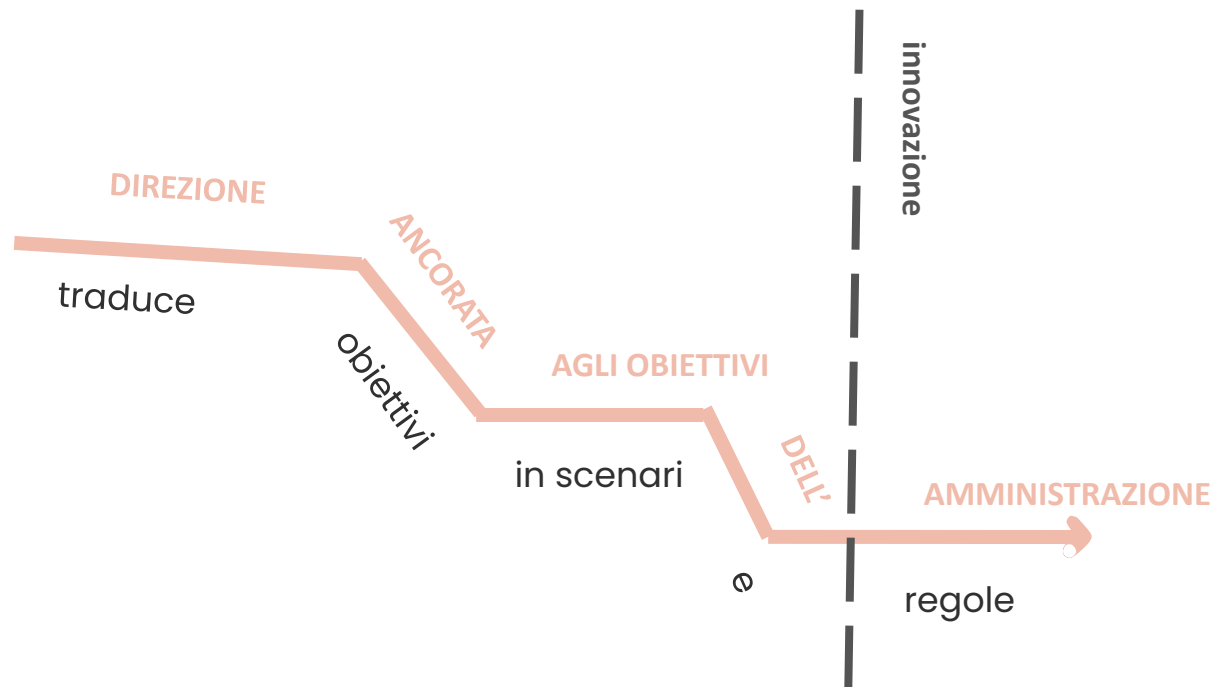 innovazione
DIREZIONE
ANCORATA
AGLI OBIETTIVI
DELL’
AMMINISTRAZIONE
traduce
obiettivi
in scenari
e
regole